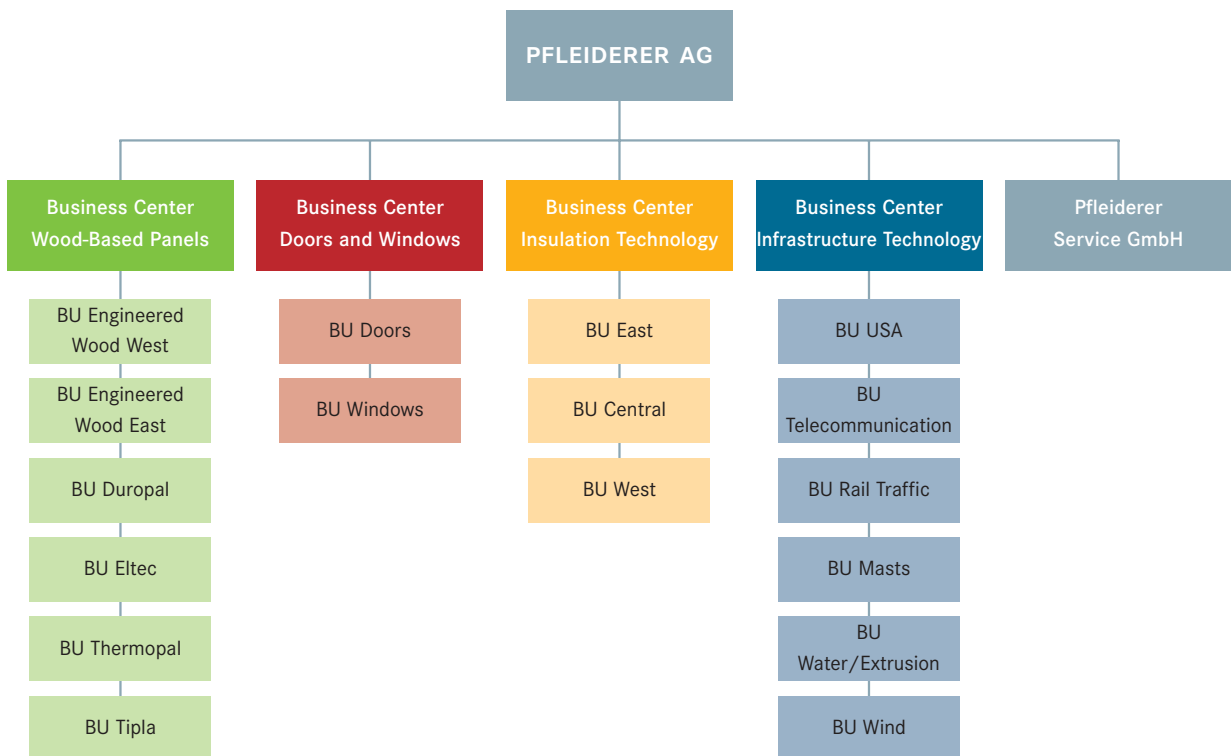 PFLEIDERER AG
Business Center
Wood-Based Panels
Business Center
Doors and Windows
Business Center
Insulation Technology
Business Center
Infrastructure Technology
Pfleiderer
Service GmbH
BU Engineered
Wood West
BU Engineered
Wood East
BU Duropal
BU Eltec
BU Thermopal
BU Tipla
BU Doors
BU Windows
BU East
BU Central
BU West
BU USA
BU
Telecommunication
BU Rail Traffic
BU Masts
BU
Water/Extrusion
BU Wind